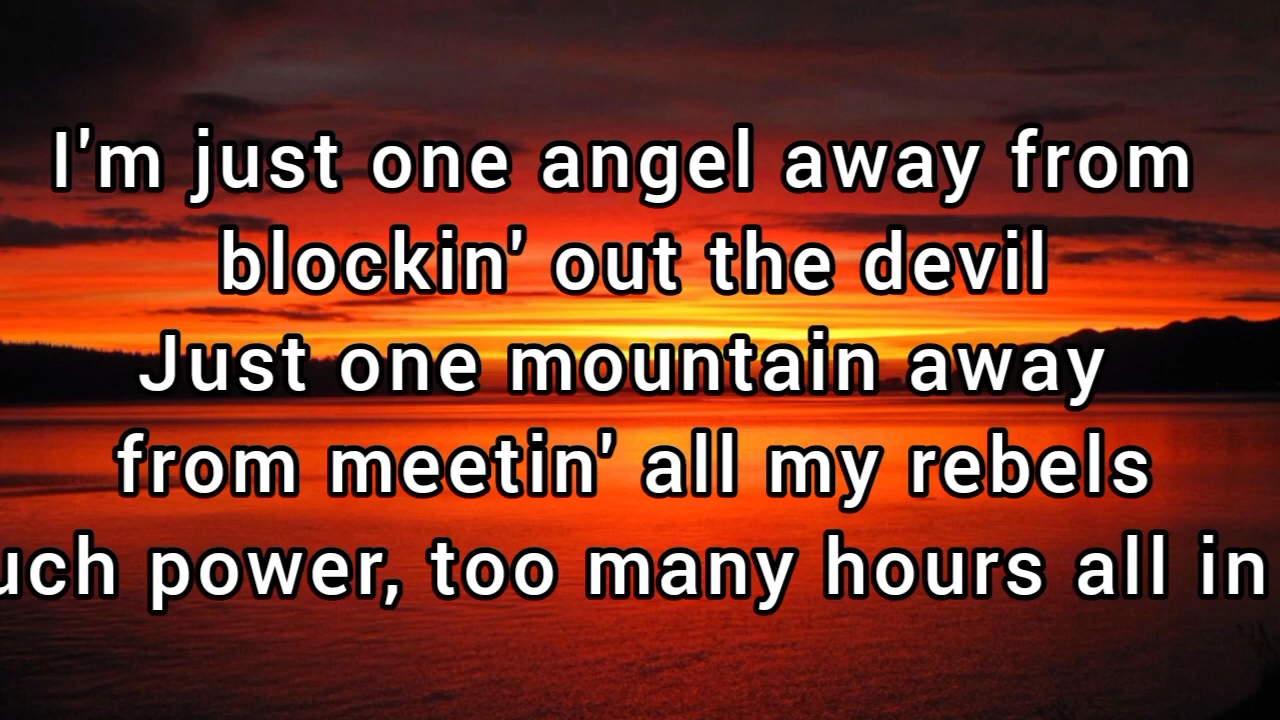 I'm just one angel away from
blockin' out the devil
Just one mountain away
from meetin' all my rebels
power, too many hours all in